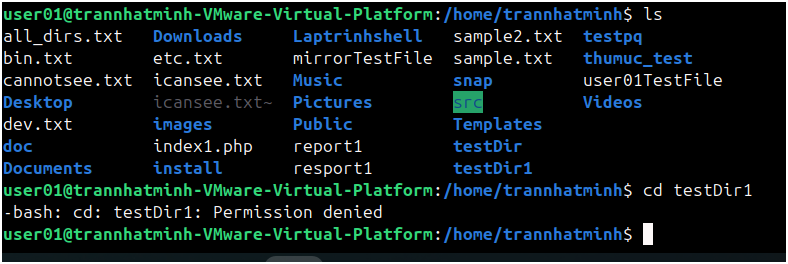 user01@trannhatminh-VMware-Virtual-Platform:/home/trannhatminh$ ls
all_dirs.txt Downloads Laptrinhshell sample2.txt testpq
bin.txt etc.txt mirrorTestFile sample.txt thumuc_test
cannotsee.txt icansee.txt Music snap user01TestFile
Desktop icansee.txt~ Pictures src Videos
dev.txt images Public Templates
doc index1.php report1 testDir
Documents install resport1 testDir1
user01@trannhatminh-VMware-Virtual-Platform:/home/trannhatminh$ cd testDir1
-bash: cd: testDir1: Permission denied
user01@trannhatminh-VMware-Virtual-Platform:/home/trannhatminh$